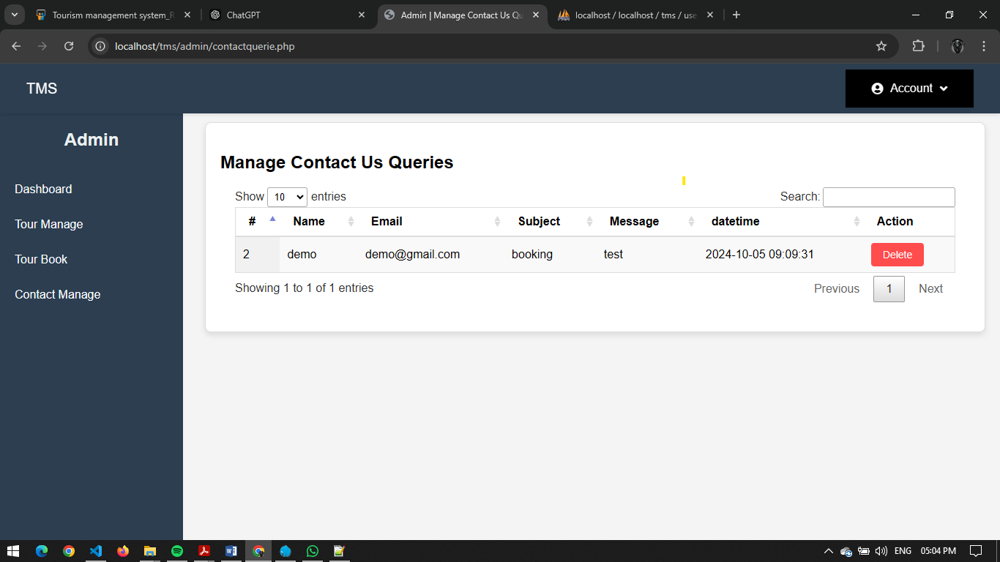 Tourism management system_R
ChatGPT
Admin | Manage Contact Us Qu
localhost / localhost / tms / use
localhost/tms/admin/contactquerie.php
TMS
Account
Admin
Dashboard
Tour Manage
Tour Book
Contact Manage
Manage Contact Us Queries
Show 10 entries
Search:
# Name Email Subject Message datetime Action
2 demo demo@gmail.com booking test 2024-10-05 09:09:31 Delete
Showing 1 to 1 of 1 entries
Previous 1 Next
ENG 05:04 PM